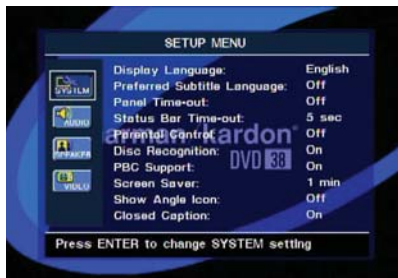 SETUP MENU
SYSTEM
AUDIO
SPEAKER
VIDEO
Display Language: English
Preferred Subtitle Language: Off
Panel Time-out: Off
Status Bar Time-out: 5 sec
Parental Control: Off
Disc Recognition: On
PBC Support: On
Screen Saver: 1 min
Show Angle Icon: Off
Closed Caption: On
harman/kardon®
DVD 38
Press ENTER to change SYSTEM setting